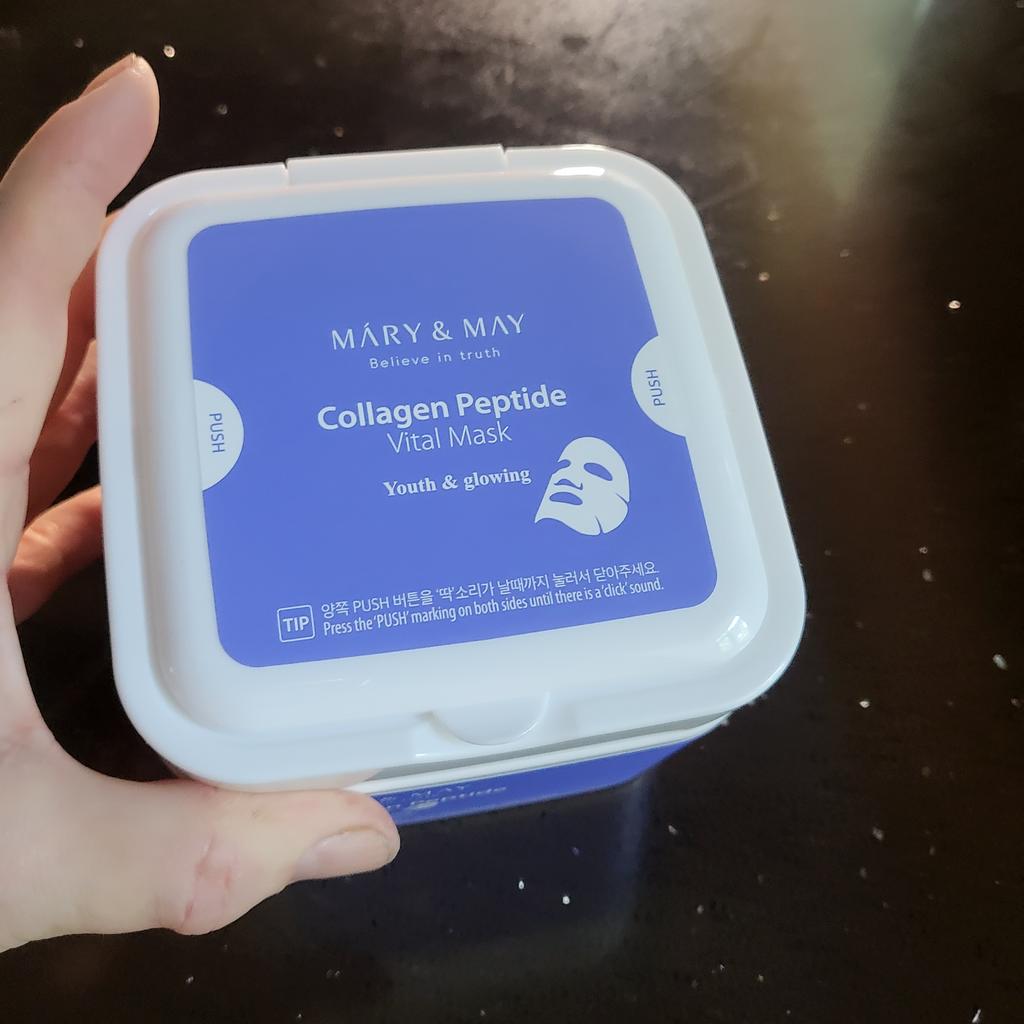 MÁRY & MAY
Believe in truth
Collagen Peptide
Vital Mask
Youth & glowing
PUSH
PUSH
TIP
양쪽 PUSH 버튼을 '딱'소리가 날때까지 눌러서 닫아주세요.
Press the 'PUSH' marking on both sides until there is a 'click' sound.
& MAY
Peptide